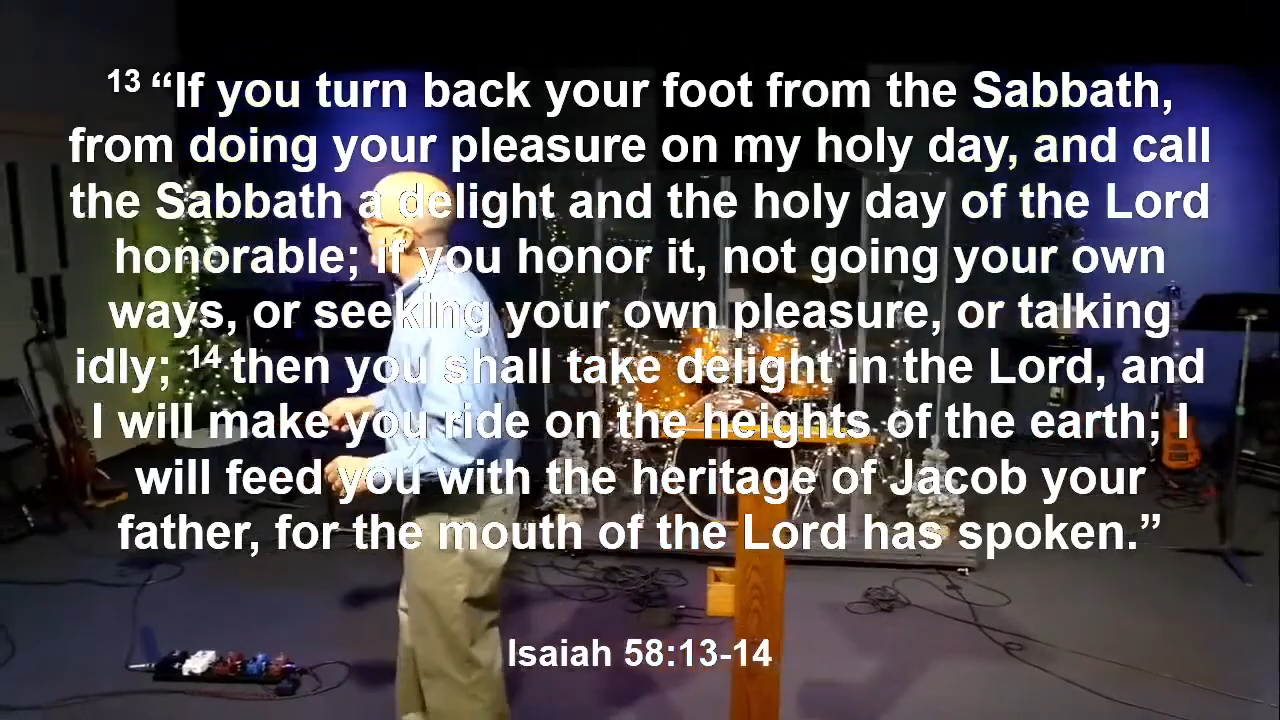 13 “If you turn back your foot from the Sabbath,
from doing your pleasure on my holy day, and call
the Sabbath a delight and the holy day of the Lord
honorable; if you honor it, not going your own
ways, or seeking your own pleasure, or talking
idly; 14 then you shall take delight in the Lord, and
I will make you ride on the heights of the earth; I
will feed you with the heritage of Jacob your
father, for the mouth of the Lord has spoken.”
Isaiah 58:13-14